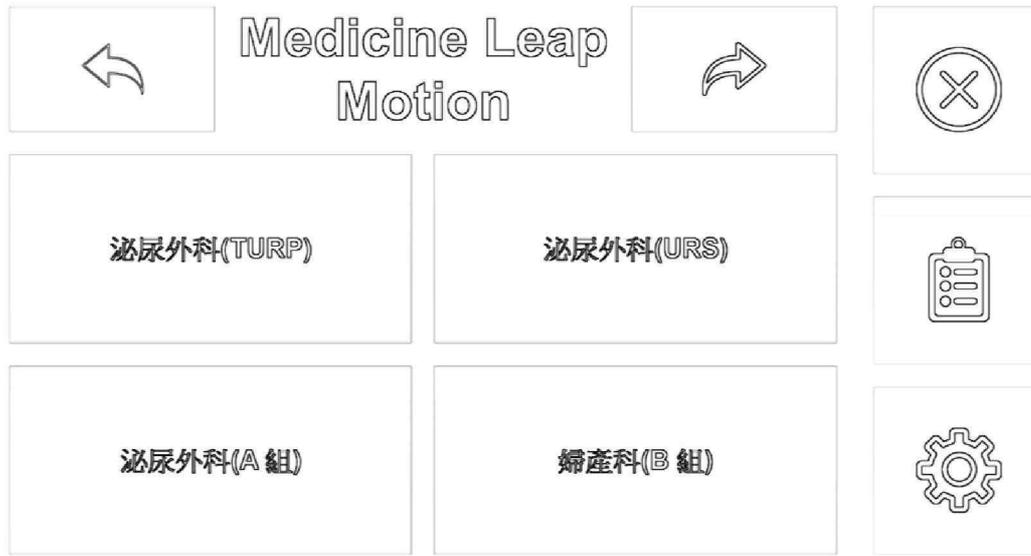 Medicine Leap
Motion
泌尿外科(TURP)
泌尿外科(URS)
泌尿外科(A 組)
婦產科(B 組)